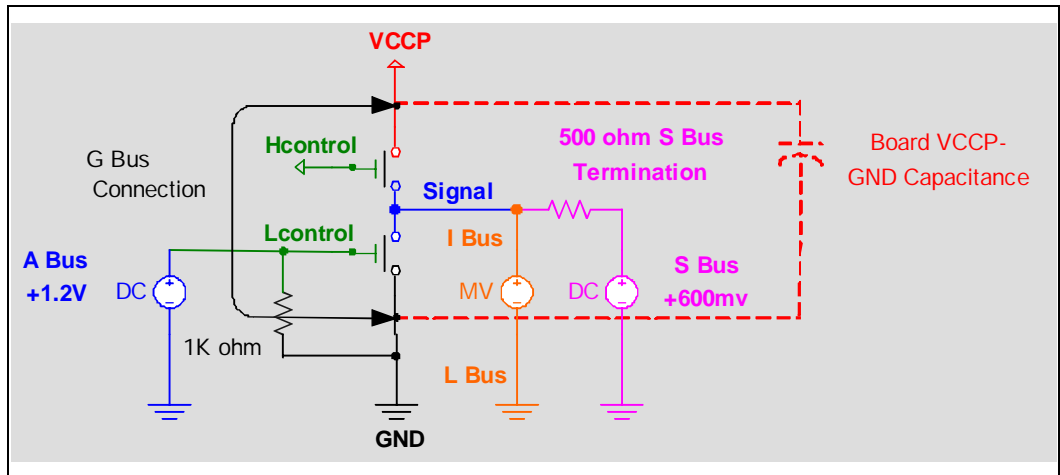 VCCP
Hcontrol
500 ohm S Bus
Termination
Board VCCP-
GND Capacitance
G Bus
Connection
Signal
Lcontrol
I Bus
A Bus
+1.2V
DC
+
-
MV
+
-
DC
+
-
S Bus
+600mv
1K ohm
L Bus
GND